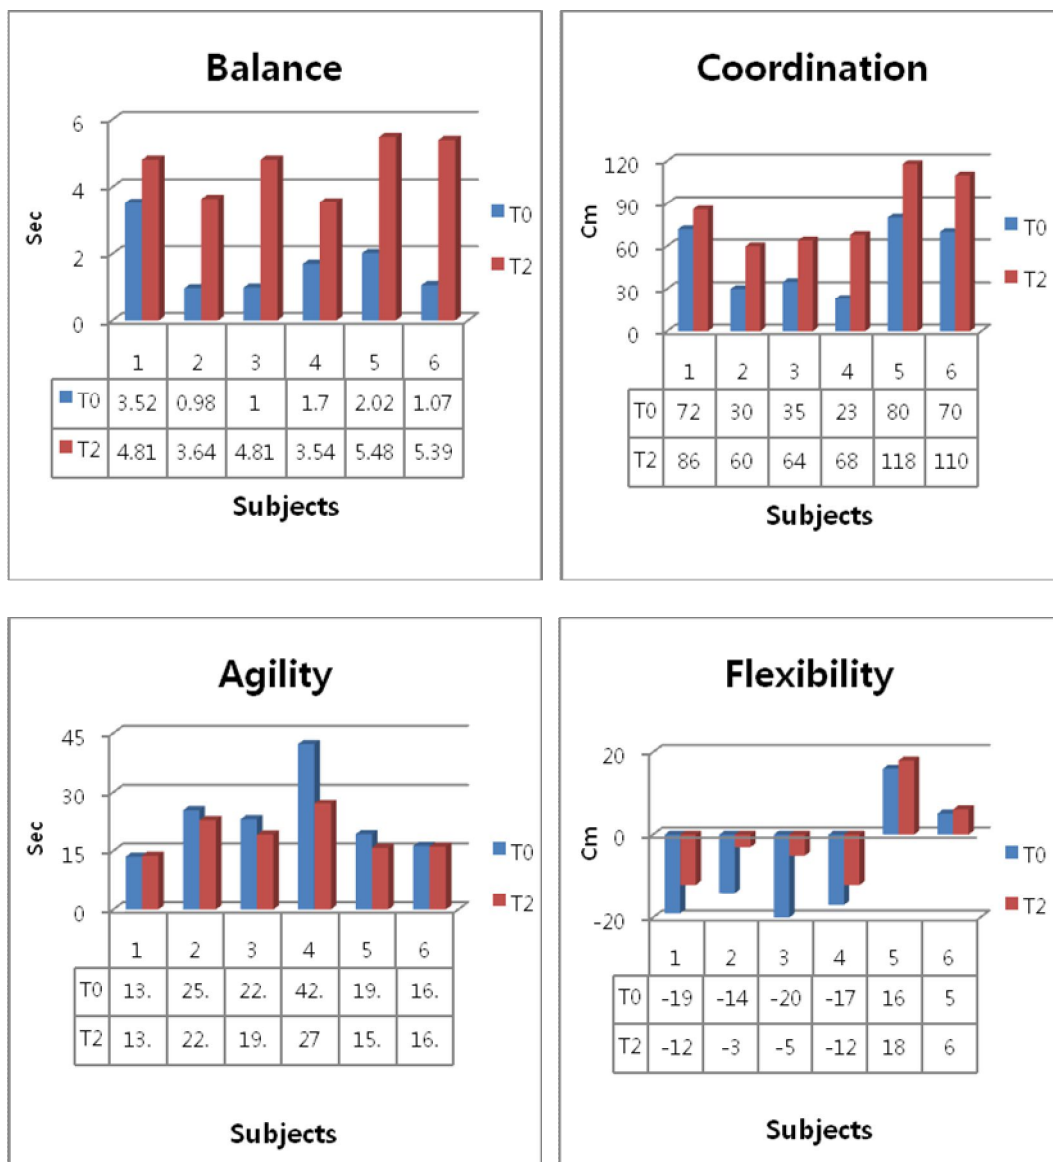 Balance
6
4
2
0
Sec
T0
T2
1 2 3 4 5 6
T0 3.52 0.98 1 1.7 2.02 1.07
T2 4.81 3.64 4.81 3.54 5.48 5.39
Subjects
Coordination
120
90
60
30
0
Cm
T0
T2
1 2 3 4 5 6
T0 72 30 35 23 80 70
T2 86 60 64 68 118 110
Subjects
Agility
45
30
15
0
Sec
T0
T2
1 2 3 4 5 6
T0 13. 25. 22. 42. 19. 16.
T2 13. 22. 19. 27 15. 16.
Subjects
Flexibility
20
0
-20
Cm
T0
T2
1 2 3 4 5 6
T0 -19 -14 -20 -17 16 5
T2 -12 -3 -5 -12 18 6
Subjects